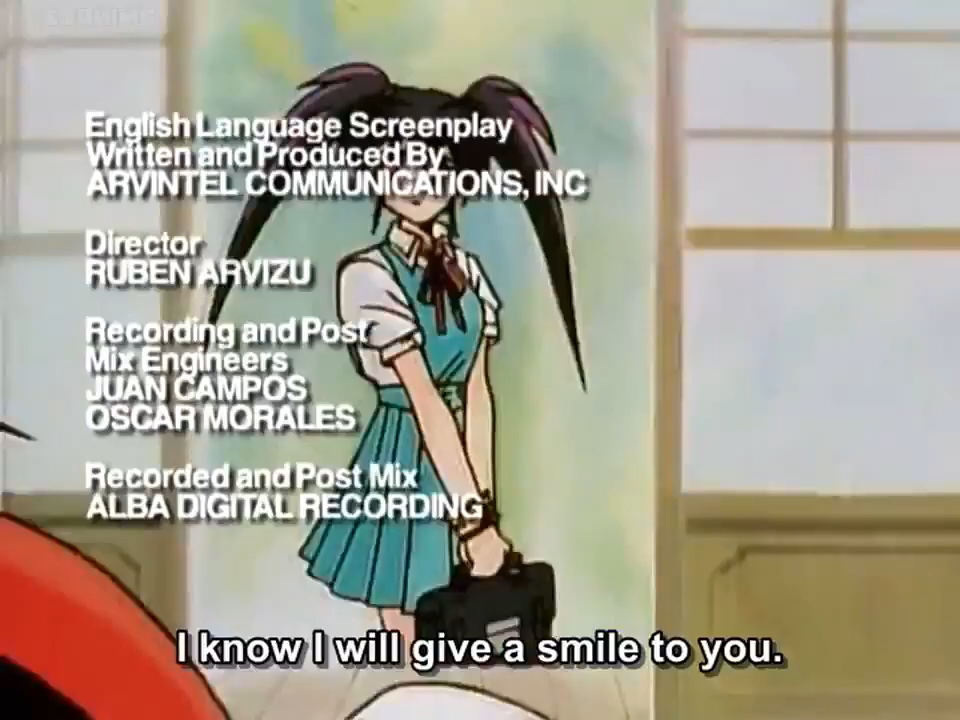 English Language Screenplay
Written and Produced By
ARVINTEL COMMUNICATIONS, INC
Director
RUBEN ARVIZU
Recording and Post
Mix Engineers
JUAN CAMPOS
OSCAR MORALES
Recorded and Post Mix
ALBA DIGITAL RECORDING
I know I will give a smile to you.